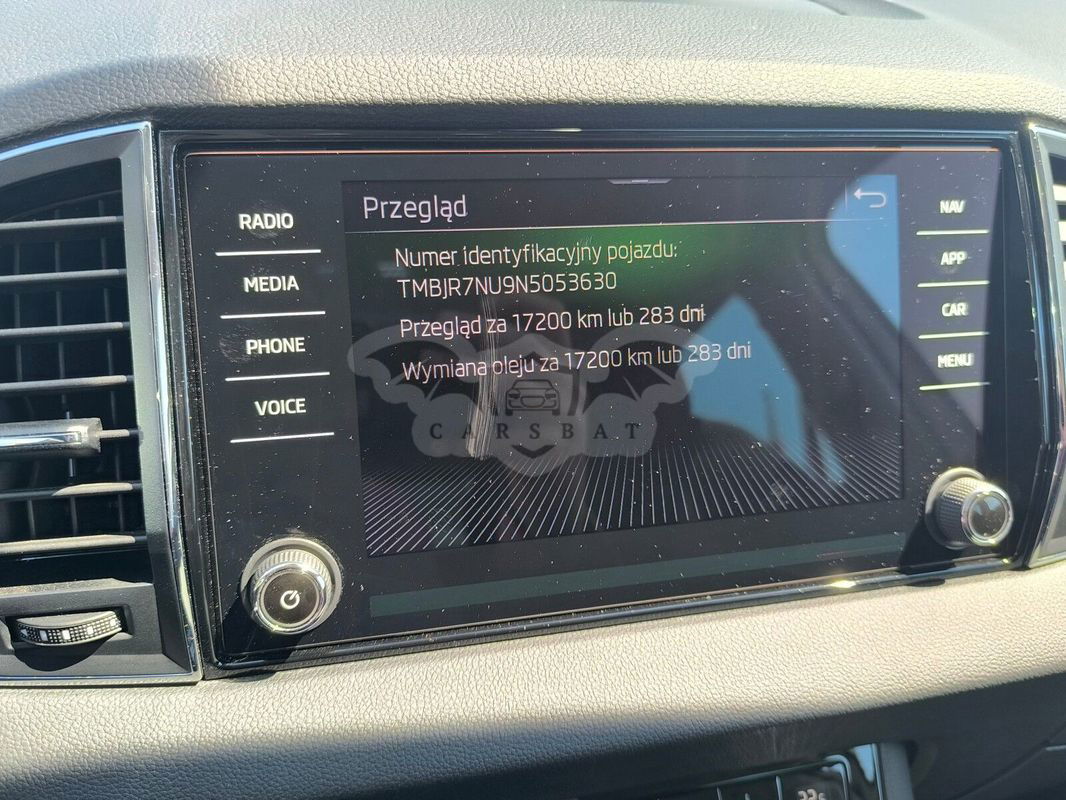 Przegląd
Numer identyfikacyjny pojazdu:
TMBJR7NU9N5053630
Przegląd za 17200 km lub 283 dni
Wymiana oleju za 17200 km lub 283 dni
RADIO
MEDIA
PHONE
VOICE
NAV
APP
CAR
MENU
CARSBAT